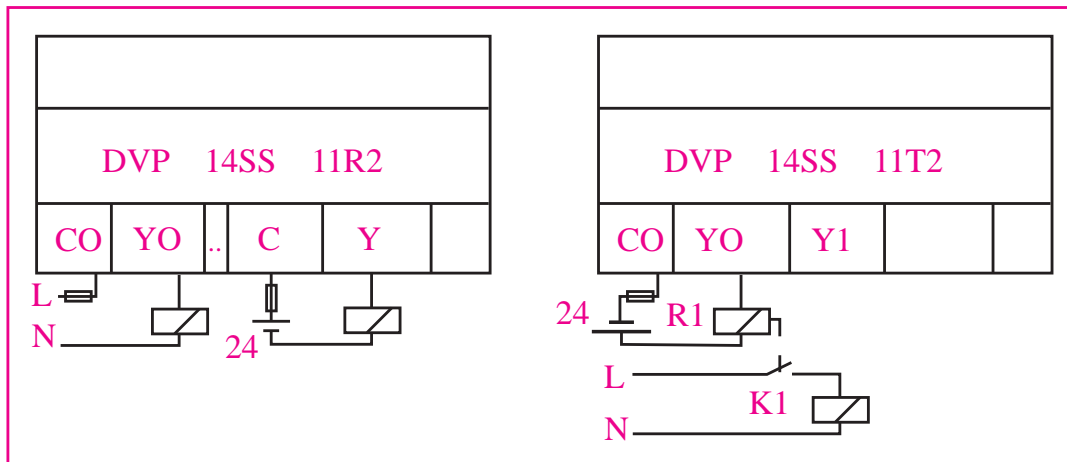 DVP 14SS 11R2
CO YO .. C Y
L
N
24
DVP 14SS 11T2
CO YO Y1
24
R1
L
K1
N